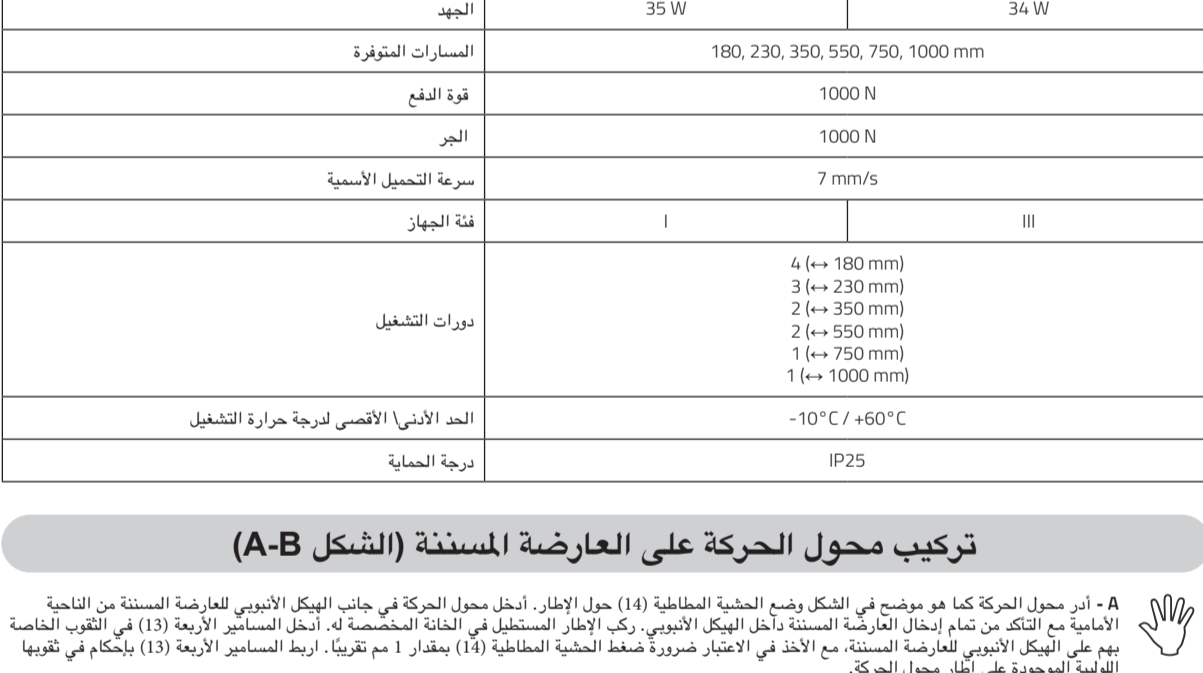 الجهد 35 W 34 W
المسارات المتوفرة 180, 230, 350, 550, 750, 1000 mm
قوة الدفع 1000 N
الجر 1000 N
سرعة التحميل الأسمية 7 mm/s
فئة الجهاز I III
دورات التشغيل
4 (↔ 180 mm)
3 (↔ 230 mm)
2 (↔ 350 mm)
2 (↔ 550 mm)
1 (↔ 750 mm)
1 (↔ 1000 mm)
الحد الأدنى\ الأقصى لدرجة حرارة التشغيل -10°C / +60°C
درجة الحماية IP25
تركيب محول الحركة على العارضة المسننة (الشكل A-B)
A - أدر محول الحركة كما هو موضح في الشكل وضع الحشية المطاطية (14) حول الإطار. أدخل محول الحركة في جانب الهيكل الأنبوبي للعارضة المسننة من الناحية
الأمامية مع التأكد من تمام إدخال العارضة المسننة داخل الهيكل الأنبوبي. ركب الإطار المستطيل في الخانة المخصصة له. أدخل المسامير الأربعة (13) في الثقوب الخاصة
بهم على الهيكل الأنبوبي للعارضة المسننة، مع الأخذ في الاعتبار ضرورة ضغط الحشية المطاطية (14) بمقدار 1 مم تقريبًا. اربط المسامير الأربعة (13) بإحكام في ثقوبها
اللولبية الموجودة على إطار محول الحركة.